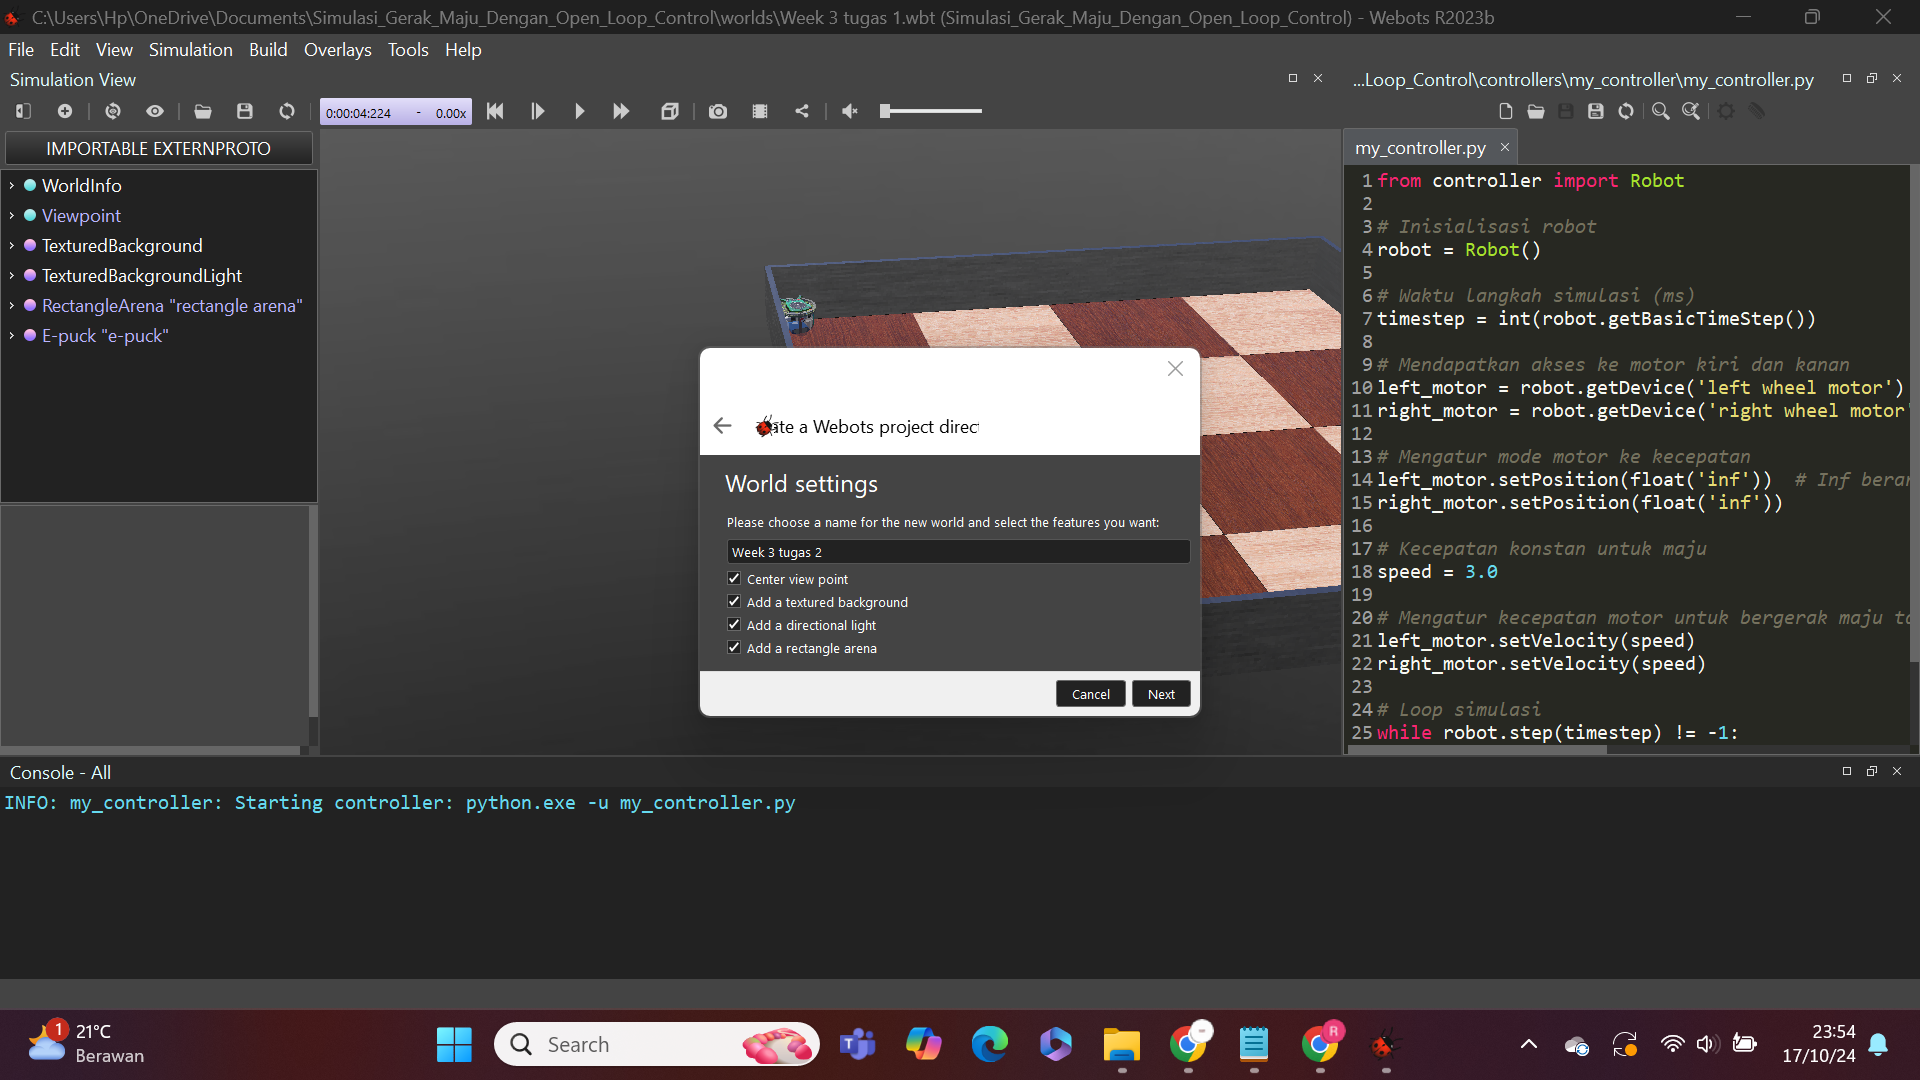 C:\Users\Hp\OneDrive\Documents\Simulasi_Gerak_Maju_Dengan_Open_Loop_Control\worlds\Week 3 tugas 1.wbt (Simulasi_Gerak_Maju_Dengan_Open_Loop_Control) - Webots R2023b
File Edit View Simulation Build Overlays Tools Help
Simulation View
0:00:04:224 - 0.00x
IMPORTABLE EXTERNPROTO
WorldInfo
Viewpoint
TexturedBackground
TexturedBackgroundLight
RectangleArena "rectangle arena"
E-puck "e-puck"
te a Webots project direc
World settings
Please choose a name for the new world and select the features you want:
Week 3 tugas 2
Center view point
Add a textured background
Add a directional light
Add a rectangle arena
Cancel Next
...Loop_Control\controllers\my_controller\my_controller.py
my_controller.py
1 from controller import Robot
2
3 # Inisialisasi robot
4 robot = Robot()
5
6 # Waktu langkah simulasi (ms)
7 timestep = int(robot.getBasicTimeStep())
8
9 # Mendapatkan akses ke motor kiri dan kanan
10 left_motor = robot.getDevice('left wheel motor')
11 right_motor = robot.getDevice('right wheel motor'
12
13 # Mengatur mode motor ke kecepatan
14 left_motor.setPosition(float('inf')) # Inf berar
15 right_motor.setPosition(float('inf'))
16
17 # Kecepatan konstan untuk maju
18 speed = 3.0
19
20 # Mengatur kecepatan motor untuk bergerak maju ta
21 left_motor.setVelocity(speed)
22 right_motor.setVelocity(speed)
23
24 # Loop simulasi
25 while robot.step(timestep) != -1:
Console - All
INFO: my_controller: Starting controller: python.exe -u my_controller.py
1
21°C
Berawan
Search
R
23:54
17/10/24